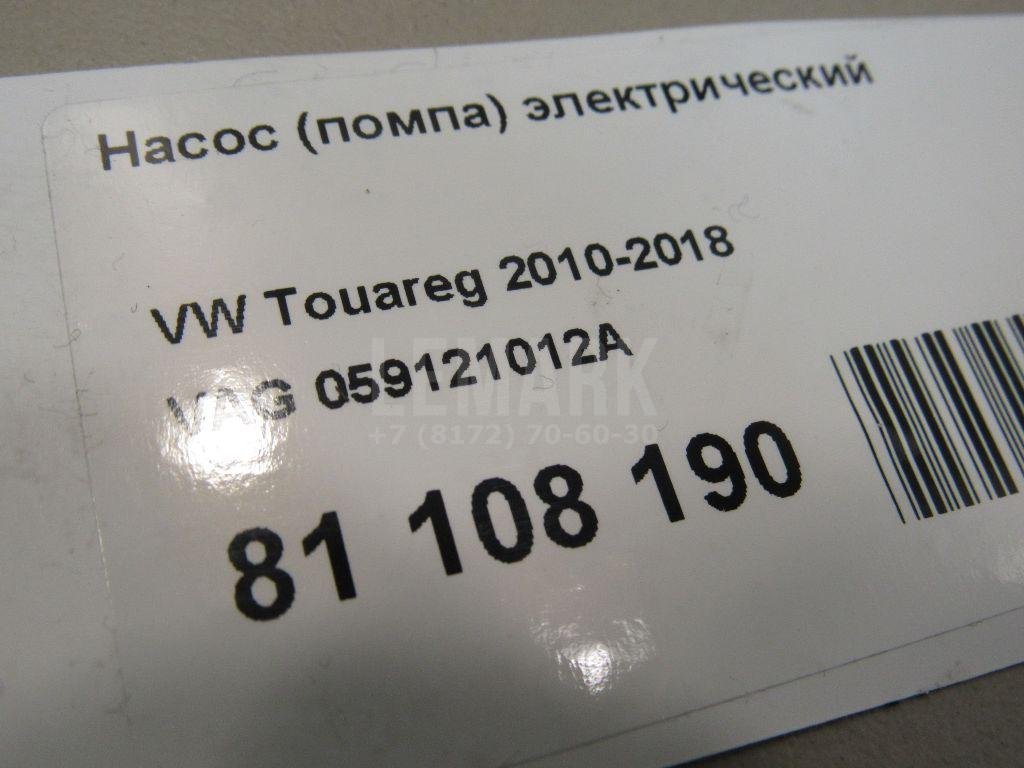 Насос (помпа) электрический
VW Touareg 2010-2018
VAG 059121012A
LEMARK
+7 (8172) 70-60-30
81 108 190